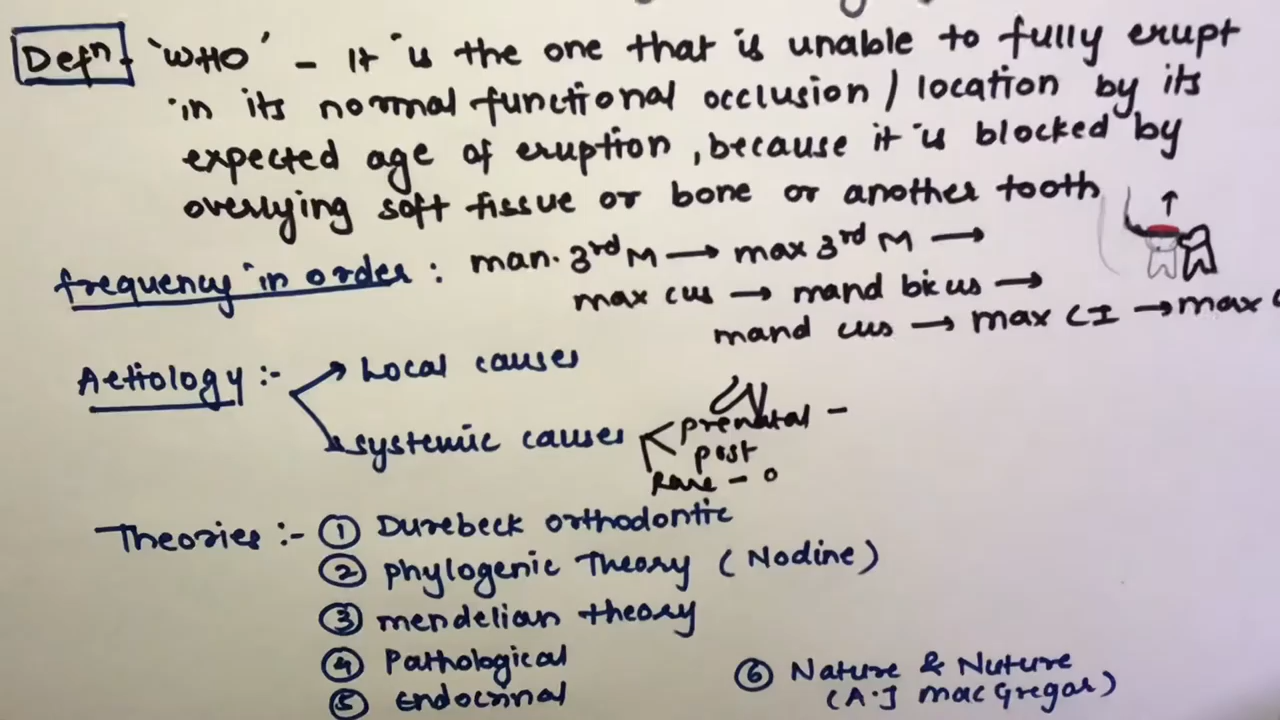 Defⁿ - 'WHO' - It is the one that is unable to fully erupt
in its normal functional occlusion / location by its
expected age of eruption, because it is blocked by
overlying soft tissue or bone or another tooth
frequency in order : man. 3rd M → max 3rd M →
max cus → mand bicus →
mand cus → max CI → max
Aetiology :- → Local causes
→ systemic causes
prenatal -
post
Rare -
Theories :- ① Durebeck orthodontic
② phylogenic Theory (Nodine)
③ mendelian theory
④ Pathological
⑤ Endocrinal
⑥ Nature & Nuture
(A.J mac Gregor)